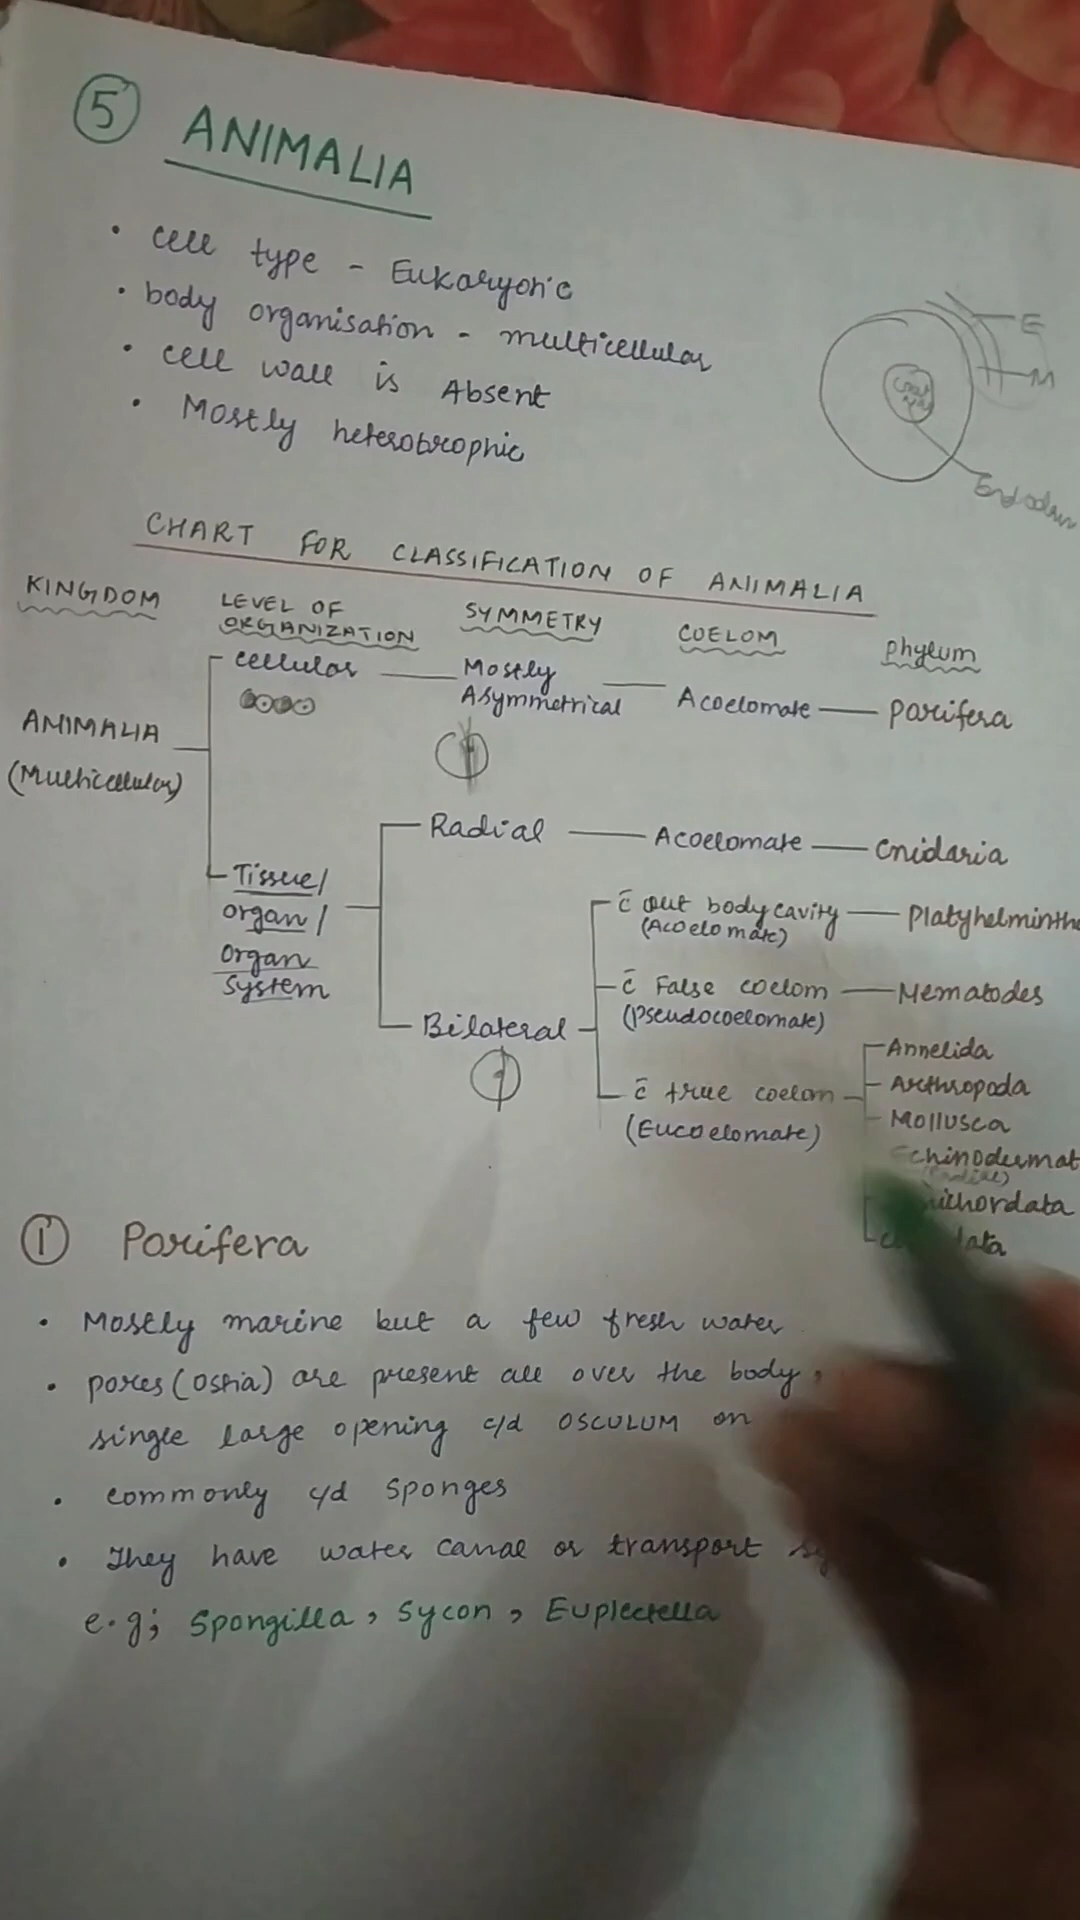 5
ANIMALIA
• cell type - Eukaryotic
• body organisation - multicellular
• cell wall is Absent
• Mostly heterotrophic
E
M
CHART FOR CLASSIFICATION OF ANIMALIA
KINGDOM LEVEL OF ORGANIZATION SYMMETRY COELOM Phylum
cellular Mostly Asymmetrical Acoelomate Porifera
ANIMALIA
(Multicellular)
Radial Acoelomate Cnidaria
Tissue/
organ/
organ
system
c̄ out body cavity Platyhelminthe
(Acoelomate)
c̄ False coelom Nematodes
(Pseudocoelomate)
Bilateral
Annelida
c̄ true coelom Arthropoda
(Eucoelomate) Mollusca
① Porifera
• Mostly marine but a few fresh water
• pores (ostia) are present all over the body,
single large opening c/d OSCULUM on
• commonly c/d Sponges
• They have water canal or transport
e.g; Spongilla, Sycon, Euplectella